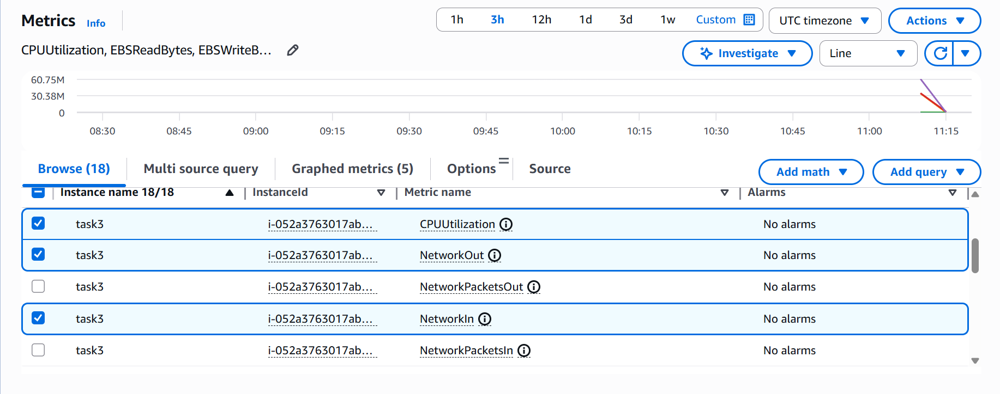 Metrics Info
1h 3h 12h 1d 3d 1w Custom UTC timezone Actions
CPUUtilization, EBSReadBytes, EBSWriteB...
Investigate Line
60.75M
30.38M
0
08:30 08:45 09:00 09:15 09:30 09:45 10:00 10:15 10:30 10:45 11:00 11:15
Browse (18) Multi source query Graphed metrics (5) Options Source Add math Add query
Instance name 18/18 InstanceId Metric name Alarms
task3 i-052a3763017ab... CPUUtilization No alarms
task3 i-052a3763017ab... NetworkOut No alarms
task3 i-052a3763017ab... NetworkPacketsOut No alarms
task3 i-052a3763017ab... NetworkIn No alarms
task3 i-052a3763017ab... NetworkPacketsIn No alarms